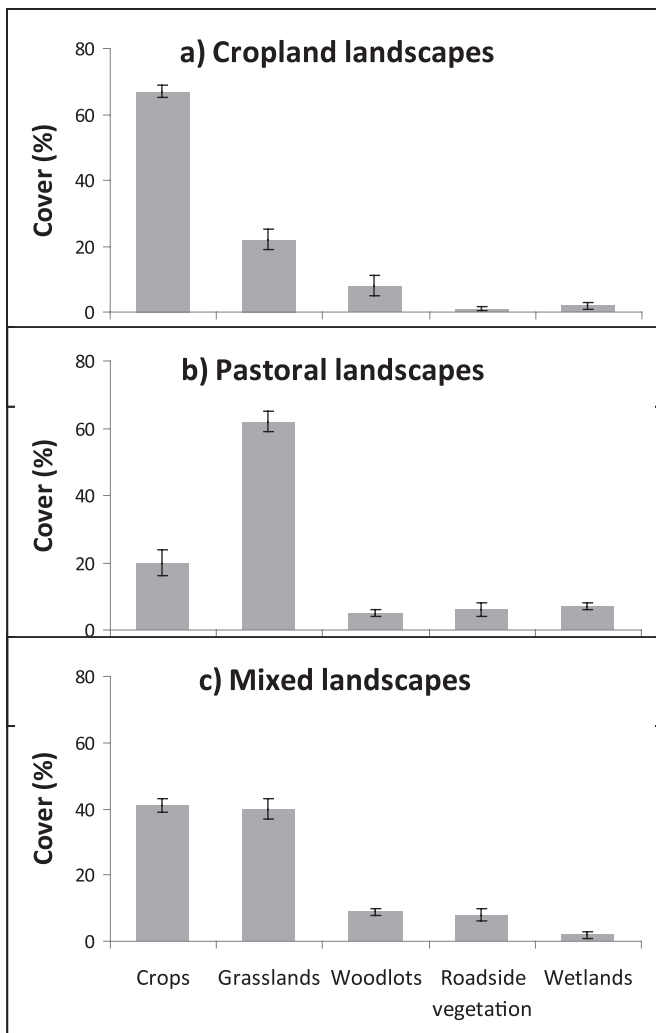 a) Cropland landscapes
Cover (%)
80
60
40
20
0
b) Pastoral landscapes
Cover (%)
80
60
40
20
0
c) Mixed landscapes
Cover (%)
80
60
40
20
0
Crops Grasslands Woodlots Roadside Wetlands
vegetation